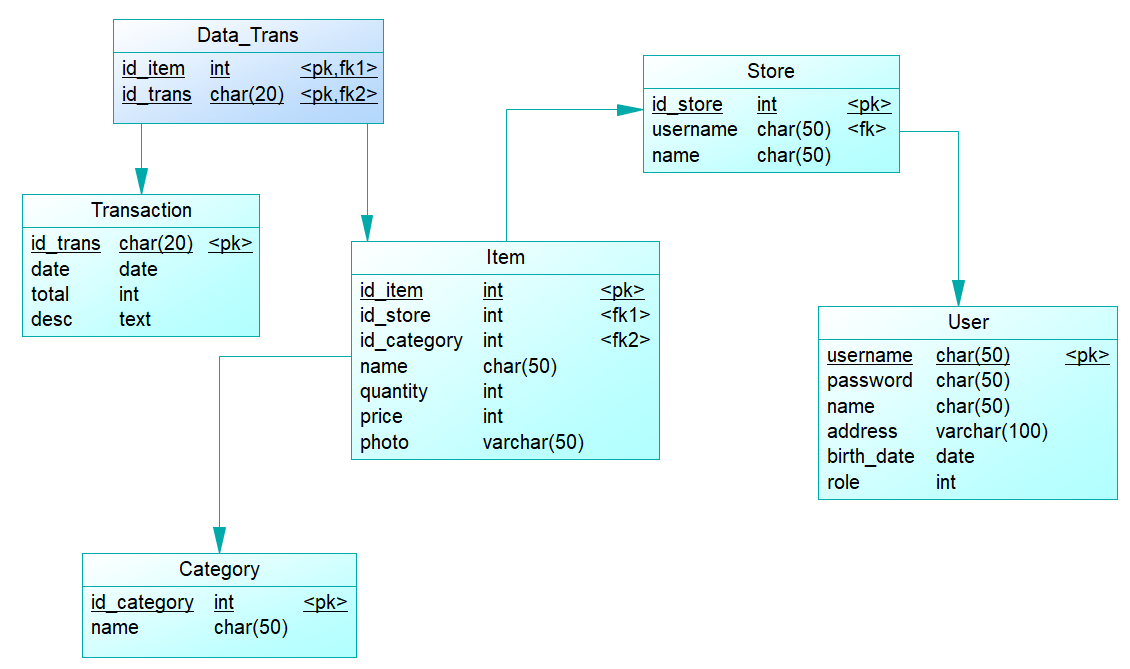 Data_Trans
id_item int <pk,fk1>
id_trans char(20) <pk,fk2>
Store
id_store int <pk>
username char(50) <fk>
name char(50)
Transaction
id_trans char(20) <pk>
date date
total int
desc text
Item
id_item int <pk>
id_store int <fk1>
id_category int <fk2>
name char(50)
quantity int
price int
photo varchar(50)
User
username char(50) <pk>
password char(50)
name char(50)
address varchar(100)
birth_date date
role int
Category
id_category int <pk>
name char(50)